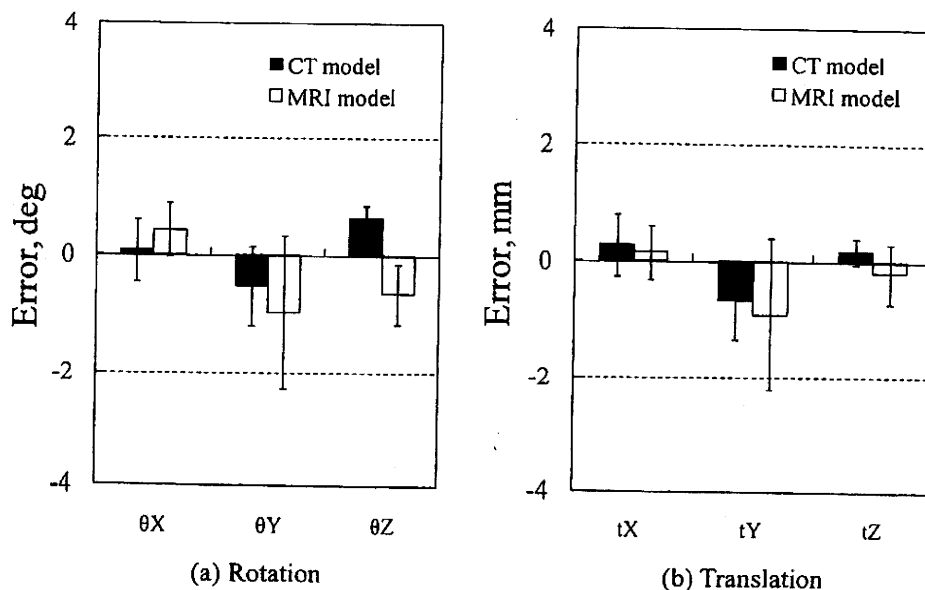 Error, deg
4
2
0
-2
-4
■ CT model
□ MRI model
θX θY θZ
(a) Rotation
Error, mm
4
2
0
-2
-4
■ CT model
□ MRI model
tX tY tZ
(b) Translation